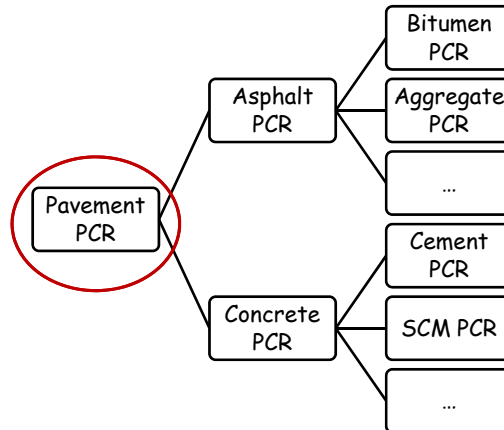 Bitumen
PCR
Asphalt
PCR
Aggregate
PCR
…
Pavement
PCR
Cement
PCR
Concrete
PCR
SCM PCR
…